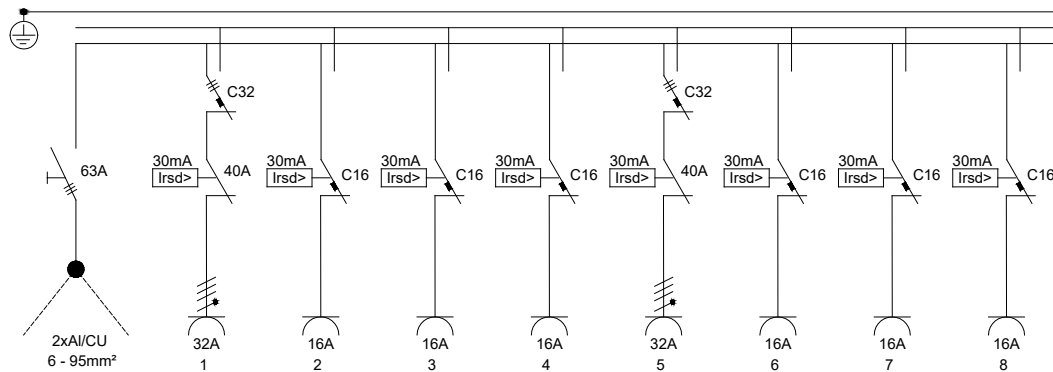 C32 C32
63A
30mA 30mA 30mA 30mA 30mA 30mA 30mA 30mA
Irsd> 40A Irsd> C16 Irsd> C16 Irsd> C16 Irsd> 40A Irsd> C16 Irsd> C16 Irsd> C16
2xAl/CU 32A 16A 16A 16A 32A 16A 16A 16A
6 - 95mm² 1 2 3 4 5 6 7 8